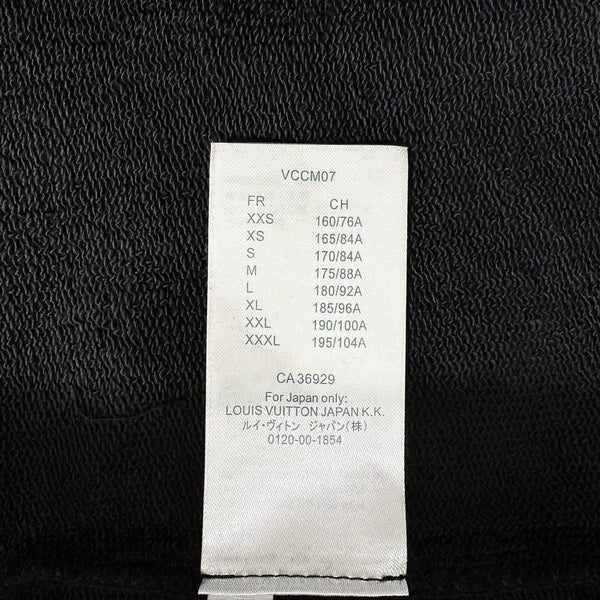 VCCM07
FR CH
XXS 160/76A
XS 165/84A
S 170/84A
M 175/88A
L 180/92A
XL 185/96A
XXL 190/100A
XXXL 195/104A
CA 36929
For Japan only:
LOUIS VUITTON JAPAN K.K.
ルイ・ヴィトン ジャパン(株)
0120-00-1854